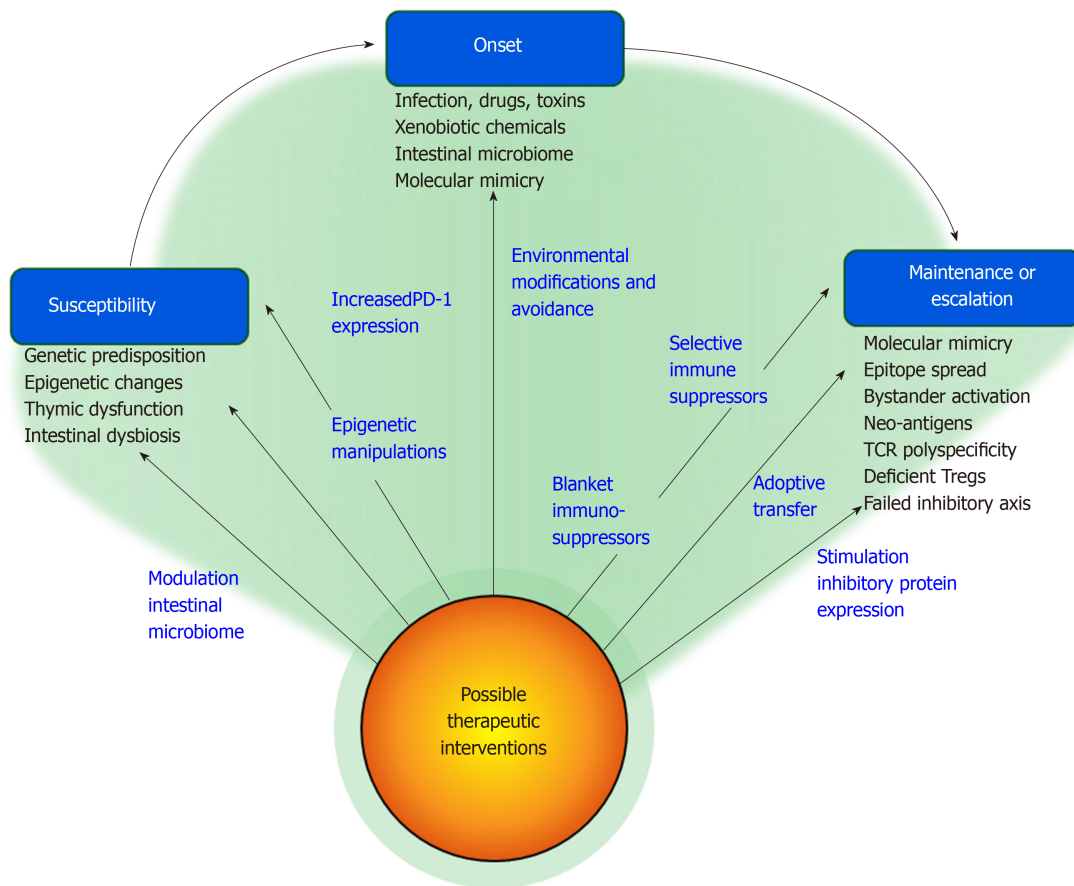 Onset
Infection, drugs, toxins
Xenobiotic chemicals
Intestinal microbiome
Molecular mimicry
Susceptibility
Genetic predisposition
Epigenetic changes
Thymic dysfunction
Intestinal dysbiosis
Maintenance or
escalation
Molecular mimicry
Epitope spread
Bystander activation
Neo-antigens
TCR polyspecificity
Deficient Tregs
Failed inhibitory axis
IncreasedPD-1
expression
Environmental
modifications and
avoidance
Selective
immune
suppressors
Epigenetic
manipulations
Blanket
immuno-
suppressors
Adoptive
transfer
Modulation
intestinal
microbiome
Stimulation
inhibitory protein
expression
Possible
therapeutic
interventions